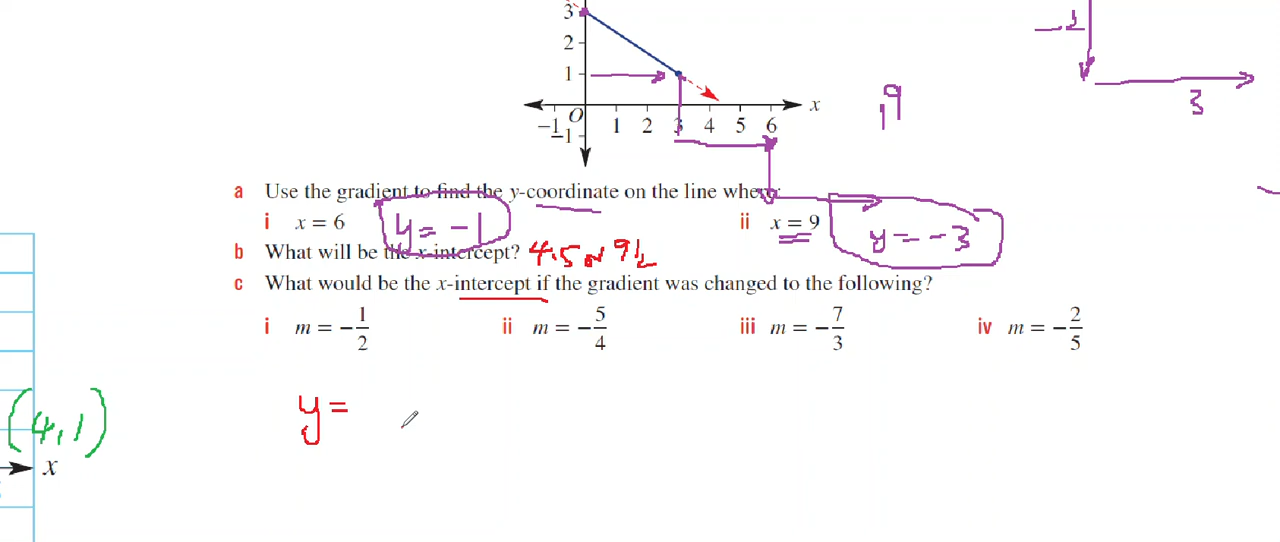 3
2
1
O
x
-1 1 2 3 4 5 6
-1
-2
3
,9
a Use the gradient to find the y-coordinate on the line where:
i x = 6 y = -1 ii x = 9 y = -3
b What will be the x-intercept? 4.5 or 9/2
c What would be the x-intercept if the gradient was changed to the following?
i m = -1/2 ii m = -5/4 iii m = -7/3 iv m = -2/5
y =
(4,1)
x